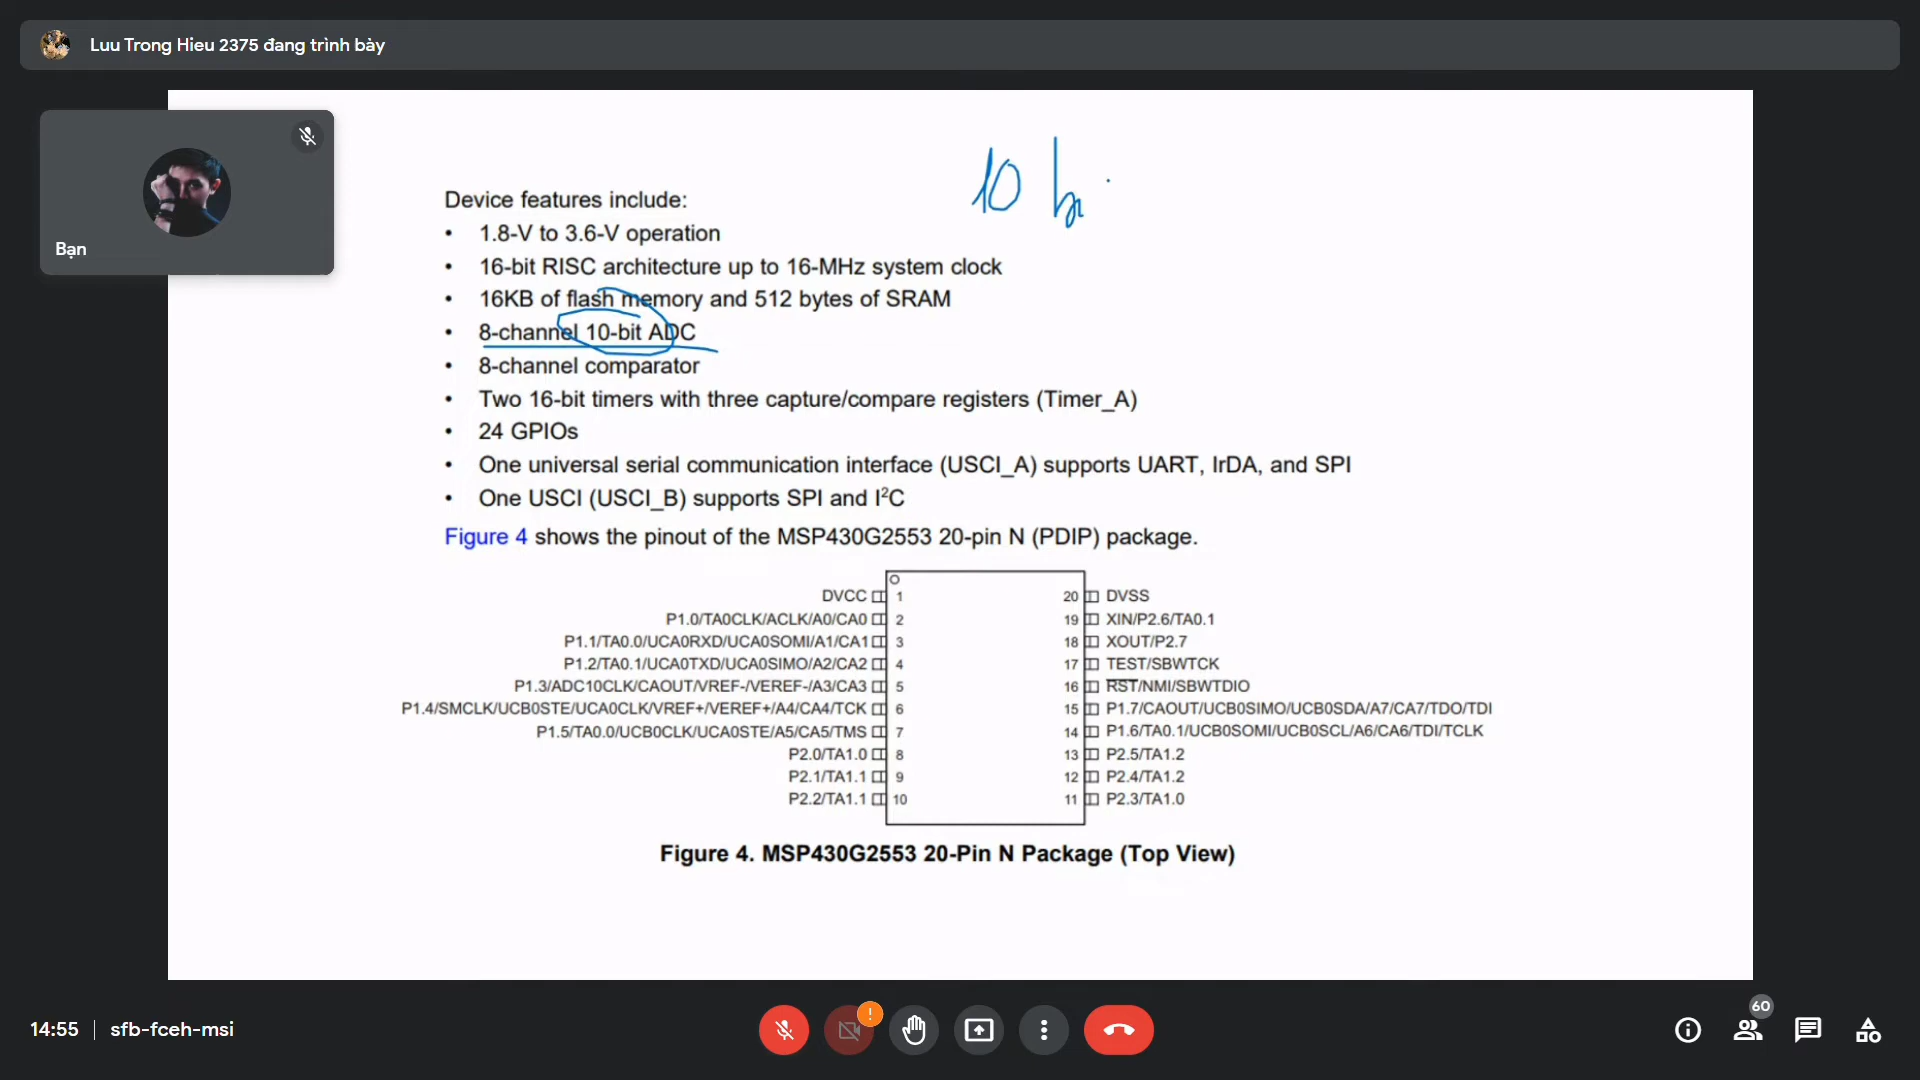 Luu Trong Hieu 2375 đang trình bày
Bạn
10 bi
Device features include:
• 1.8-V to 3.6-V operation
• 16-bit RISC architecture up to 16-MHz system clock
• 16KB of flash memory and 512 bytes of SRAM
• 8-channel 10-bit ADC
• 8-channel comparator
• Two 16-bit timers with three capture/compare registers (Timer_A)
• 24 GPIOs
• One universal serial communication interface (USCI_A) supports UART, IrDA, and SPI
• One USCI (USCI_B) supports SPI and I²C
Figure 4 shows the pinout of the MSP430G2553 20-pin N (PDIP) package.
DVCC 1 20 DVSS
P1.0/TA0CLK/ACLK/A0/CA0 2 19 XIN/P2.6/TA0.1
P1.1/TA0.0/UCA0RXD/UCA0SOMI/A1/CA1 3 18 XOUT/P2.7
P1.2/TA0.1/UCA0TXD/UCA0SIMO/A2/CA2 4 17 TEST/SBWTCK
P1.3/ADC10CLK/CAOUT/VREF-/VEREF-/A3/CA3 5 16 RST/NMI/SBWTDIO
P1.4/SMCLK/UCB0STE/UCA0CLK/VREF+/VEREF+/A4/CA4/TCK 6 15 P1.7/CAOUT/UCB0SIMO/UCB0SDA/A7/CA7/TDO/TDI
P1.5/TA0.0/UCB0CLK/UCA0STE/A5/CA5/TMS 7 14 P1.6/TA0.1/UCB0SOMI/UCB0SCL/A6/CA6/TDI/TCLK
P2.0/TA1.0 8 13 P2.5/TA1.2
P2.1/TA1.1 9 12 P2.4/TA1.2
P2.2/TA1.1 10 11 P2.3/TA1.0
Figure 4. MSP430G2553 20-Pin N Package (Top View)
14:55 | sfb-fceh-msi
!
60